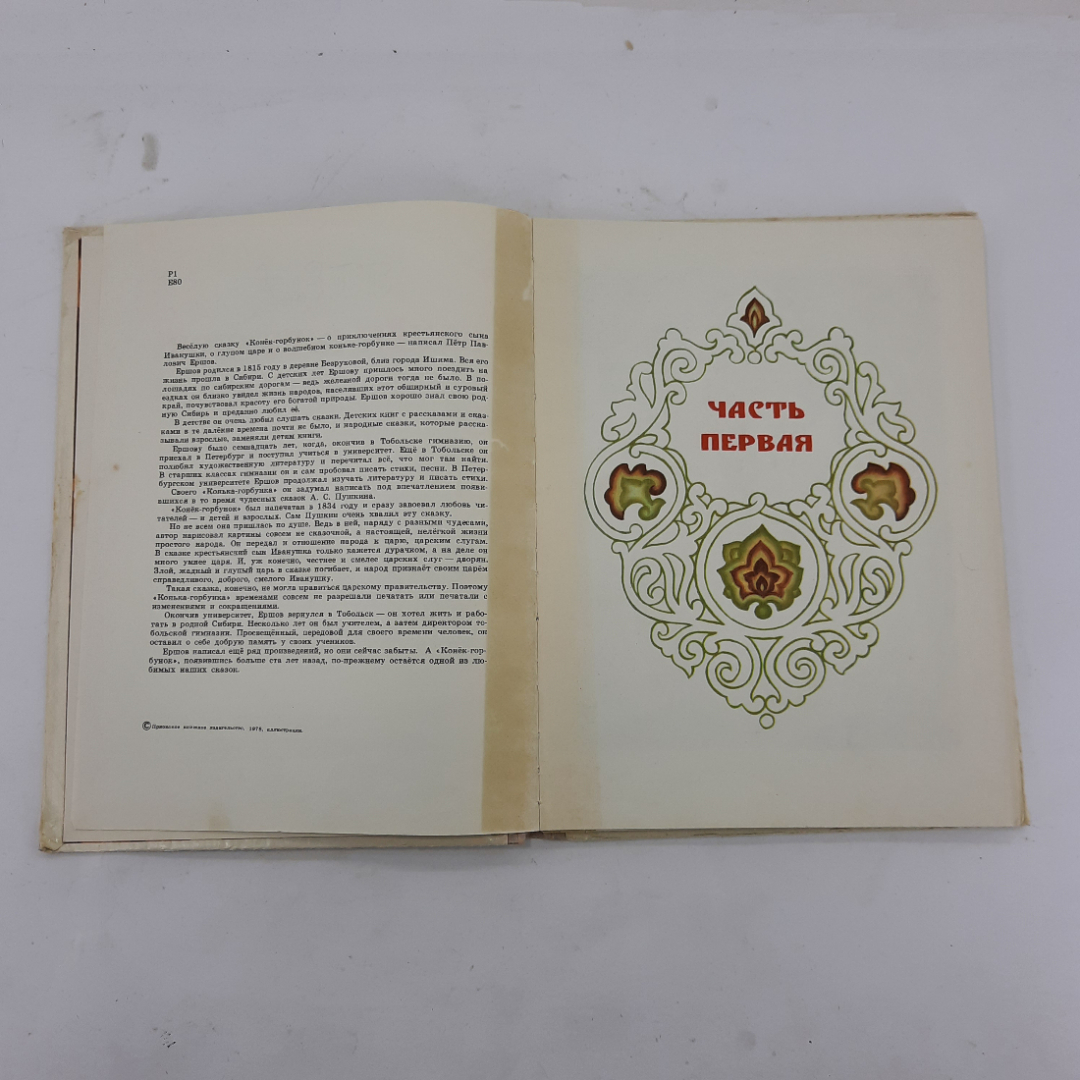 Р1
Е80
Весёлую сказку «Конёк-горбунок» — о приключениях крестьянского сына
Иванушки, о глупом царе и о волшебном коньке-горбунке — написал Пётр Пав-
лович Ершов.
Ершов родился в 1815 году в деревне Безруковой, близ города Ишима. Вся его
жизнь прошла в Сибири. С детских лет Ершову пришлось много поездить на
лошадях по сибирским дорогам — ведь железной дороги тогда не было. В по-
ездках он близко увидел жизнь народов, населявших этот обширный и суровый
край, почувствовал красоту его богатой природы. Ершов хорошо знал свою род-
ную Сибирь и преданно любил её.
В детстве он очень любил слушать сказки. Детских книг с рассказами и сказ-
ками в те далёкие времена почти не было, и народные сказки, которые расска-
зывали взрослые, заменяли детям книги.
Ершову было семнадцать лет, когда, окончив в Тобольске гимназию, он
приехал в Петербург и поступил учиться в университет. Ещё в Тобольске он
полюбил художественную литературу и перечитал всё, что мог там найти.
В старших классах гимназии он и сам пробовал писать стихи, песни. В Петер-
бургском университете Ершов продолжал изучать литературу и писать стихи.
Своего «Конька-горбунка» он задумал написать под впечатлением появи-
вшихся в то время чудесных сказок А. С. Пушкина.
«Конёк-горбунок» был напечатан в 1834 году и сразу завоевал любовь чи-
тателей — и детей и взрослых. Сам Пушкин очень хвалил эту сказку.
Но не всем она пришлась по душе. Ведь в ней, наряду с разными чудесами,
автор нарисовал картины совсем не сказочной, а настоящей, нелёгкой жизни
простого народа. Он передал и отношение народа к царю, царским слугам.
В сказке крестьянский сын Иванушка только кажется дурачком, а на деле он
много умнее царя. И, уж конечно, честнее и смелее царских слуг — дворян.
Злой, жадный и глупый царь в сказке погибает, и народ признаёт своим царём
справедливого, доброго, смелого Иванушку.
Такая сказка, конечно, не могла нравиться царскому правительству. Поэтому
«Конька-горбунка» временами совсем не разрешали печатать или печатали с
изменениями и сокращениями.
Окончив университет, Ершов вернулся в Тобольск — он хотел жить и рабо-
тать в родной Сибири. Несколько лет он был учителем, а затем директором то-
больской гимназии. Просвещённый, передовой для своего времени человек, он
оставил о себе добрую память у своих учеников.
Ершов написал ещё ряд произведений, но они сейчас забыты. А «Конёк-гор-
бунок», появившись больше ста лет назад, по-прежнему остаётся одной из лю-
бимых наших сказок.
© Приокское книжное издательство, 1979, иллюстрации.
ЧАСТЬ
ПЕРВАЯ